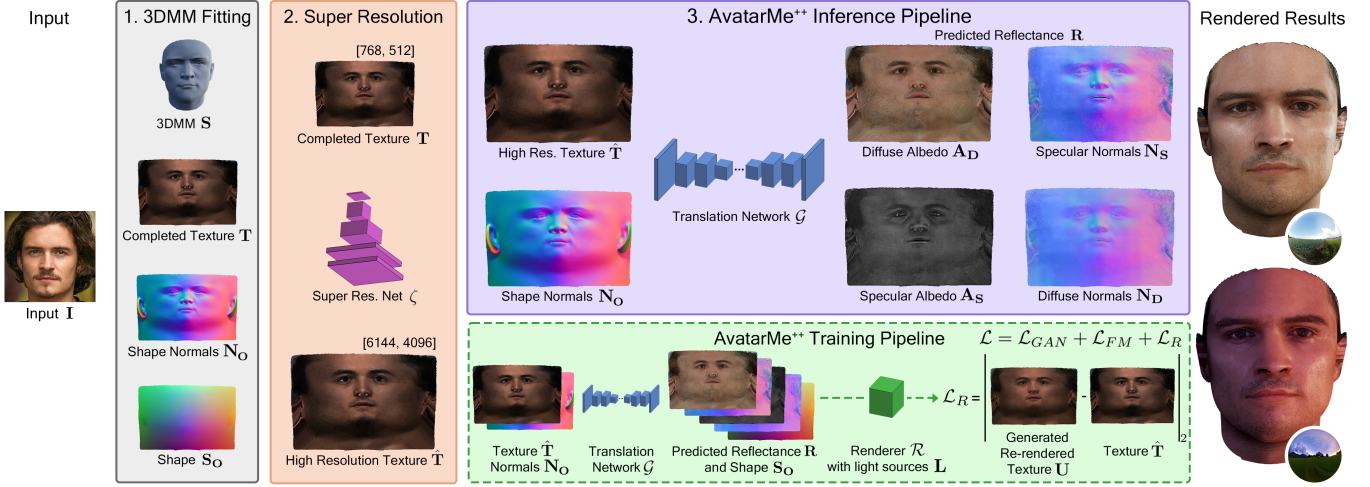 Input
Input I
1. 3DMM Fitting
3DMM S
Completed Texture T
Shape Normals N_O
Shape S_O
2. Super Resolution
[768, 512]
Completed Texture T
Super Res. Net ζ
[6144, 4096]
High Resolution Texture T̂
3. AvatarMe⁺⁺ Inference Pipeline
Predicted Reflectance R
High Res. Texture T̂
Shape Normals N_O
Translation Network 𝒢
Diffuse Albedo A_D
Specular Normals N_S
Specular Albedo A_S
Diffuse Normals N_D
AvatarMe⁺⁺ Training Pipeline
ℒ = ℒ_GAN + ℒ_FM + ℒ_R
Texture T̂
Normals N_O
Translation
Network 𝒢
Predicted Reflectance R
and Shape S_O
Renderer ℛ
with light sources L
ℒ_R =
-
2
Generated
Re-rendered
Texture U
Texture T̂
Rendered Results